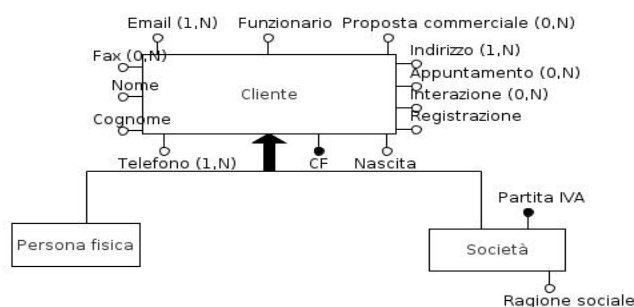 Email (1,N) Funzionario Proposta commerciale (0,N)
Indirizzo (1,N)
Fax (0,N)
Appuntamento (0,N)
Nome
Cliente
Interazione (0,N)
Cognome
Registrazione
Telefono (1,N) CF Nascita
Partita IVA
Persona fisica
Società
Ragione sociale